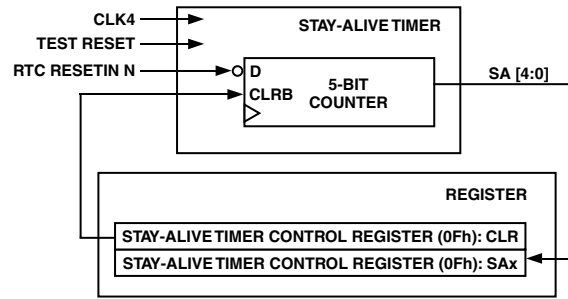 CLK4
STAY-ALIVE TIMER
TEST RESET
RTC RESETIN N
D
CLRB
5-BIT
COUNTER
SA [4:0]
REGISTER
STAY-ALIVE TIMER CONTROL REGISTER (0Fh): CLR
STAY-ALIVE TIMER CONTROL REGISTER (0Fh): SAx